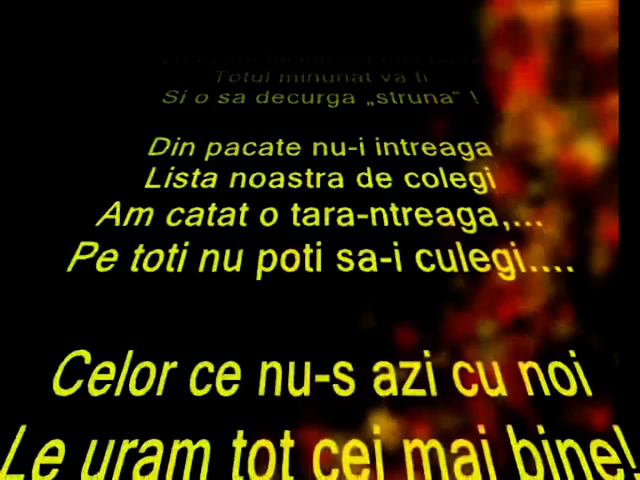 Totul minunat va fi
Si o sa decurga „struna“ !
Din pacate nu-i intreaga
Lista noastra de colegi
Am catat o tara-ntreaga,...
Pe toti nu poti sa-i culegi....
Celor ce nu-s azi cu noi
Le uram tot cei mai bine!